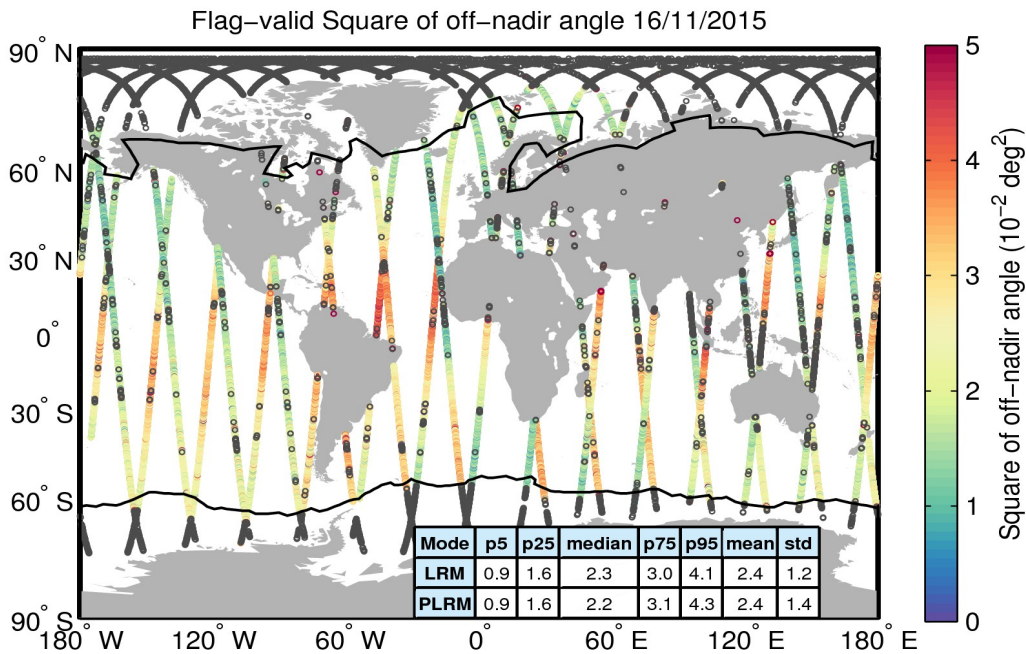 Flag−valid Square of off−nadir angle 16/11/2015
90° N
60° N
30° N
0°
30° S
60° S
90° S
180° W
120° W
60° W
0°
60° E
120° E
180° E
Mode p5 p25 median p75 p95 mean std
LRM 0.9 1.6 2.3 3.0 4.1 2.4 1.2
PLRM 0.9 1.6 2.2 3.1 4.3 2.4 1.4
5
4
3
2
1
0
Square of off−nadir angle (10⁻² deg²)